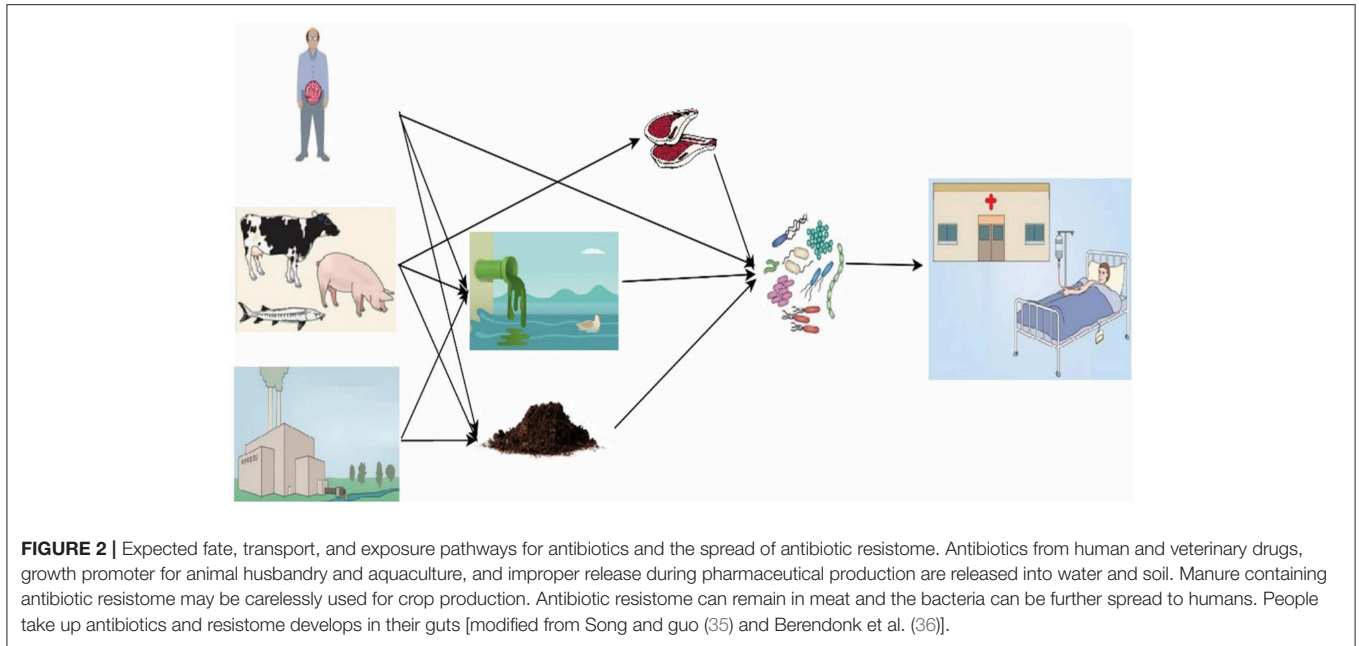 FIGURE 2 | Expected fate, transport, and exposure pathways for antibiotics and the spread of antibiotic resistome. Antibiotics from human and veterinary drugs,
growth promoter for animal husbandry and aquaculture, and improper release during pharmaceutical production are released into water and soil. Manure containing
antibiotic resistome may be carelessly used for crop production. Antibiotic resistome can remain in meat and the bacteria can be further spread to humans. People
take up antibiotics and resistome develops in their guts [modified from Song and guo (35) and Berendonk et al. (36)].